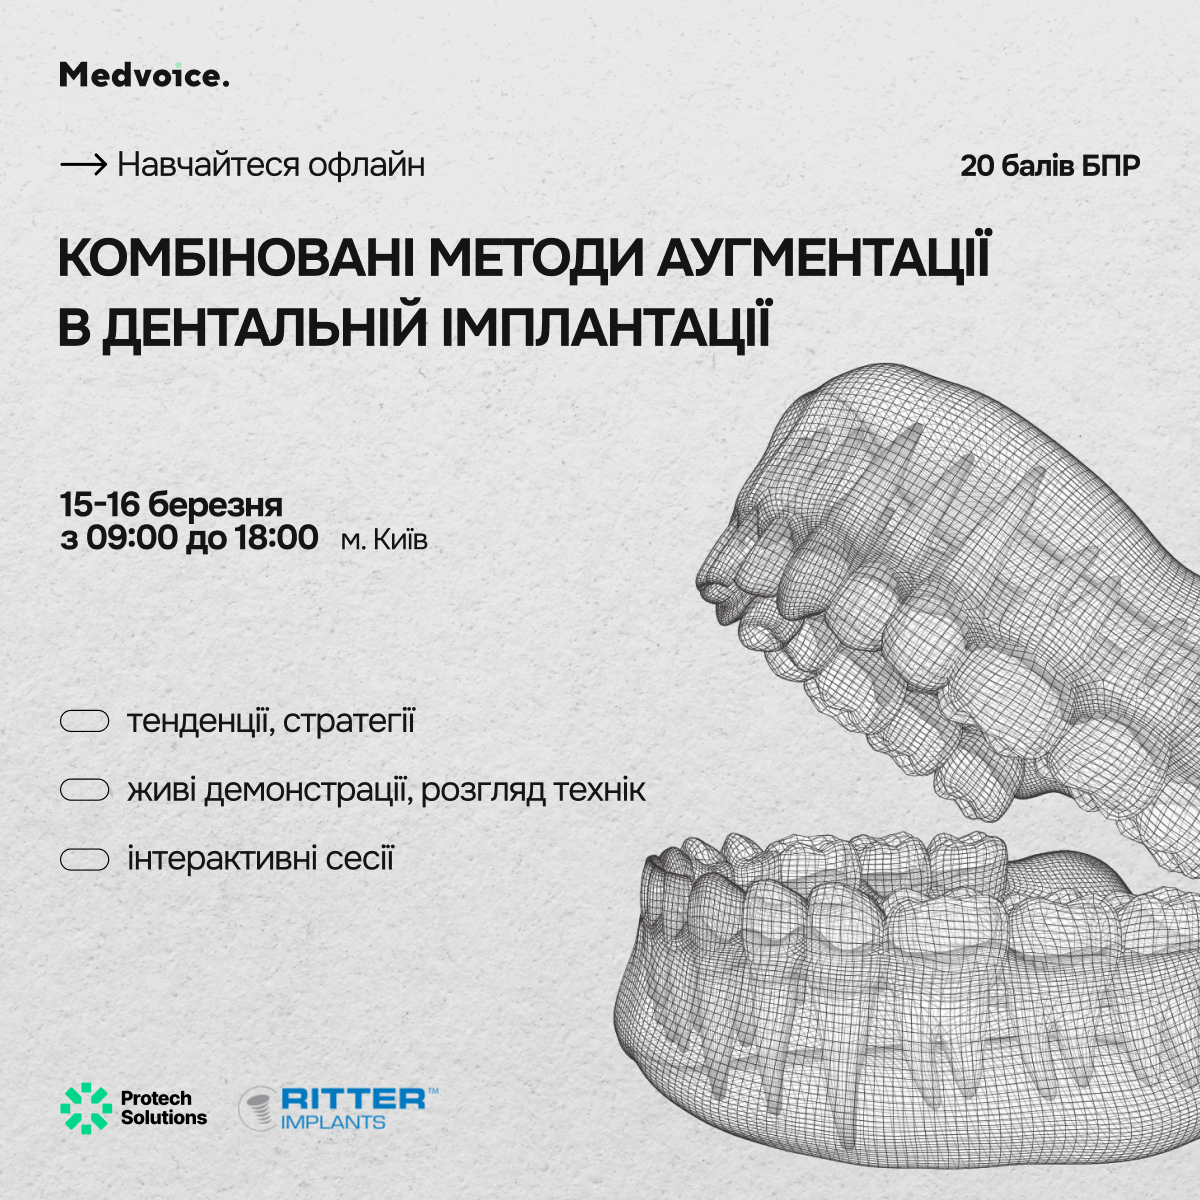 Medvoice.
Навчайтеся офлайн
20 балів БПР
КОМБІНОВАНІ МЕТОДИ АУГМЕНТАЦІЇ
В ДЕНТАЛЬНІЙ ІМПЛАНТАЦІЇ
15-16 березня
з 09:00 до 18:00 м. Київ
тенденції, стратегії
живі демонстрації, розгляд технік
інтерактивні сесії
Protech
Solutions
RITTER™
IMPLANTS